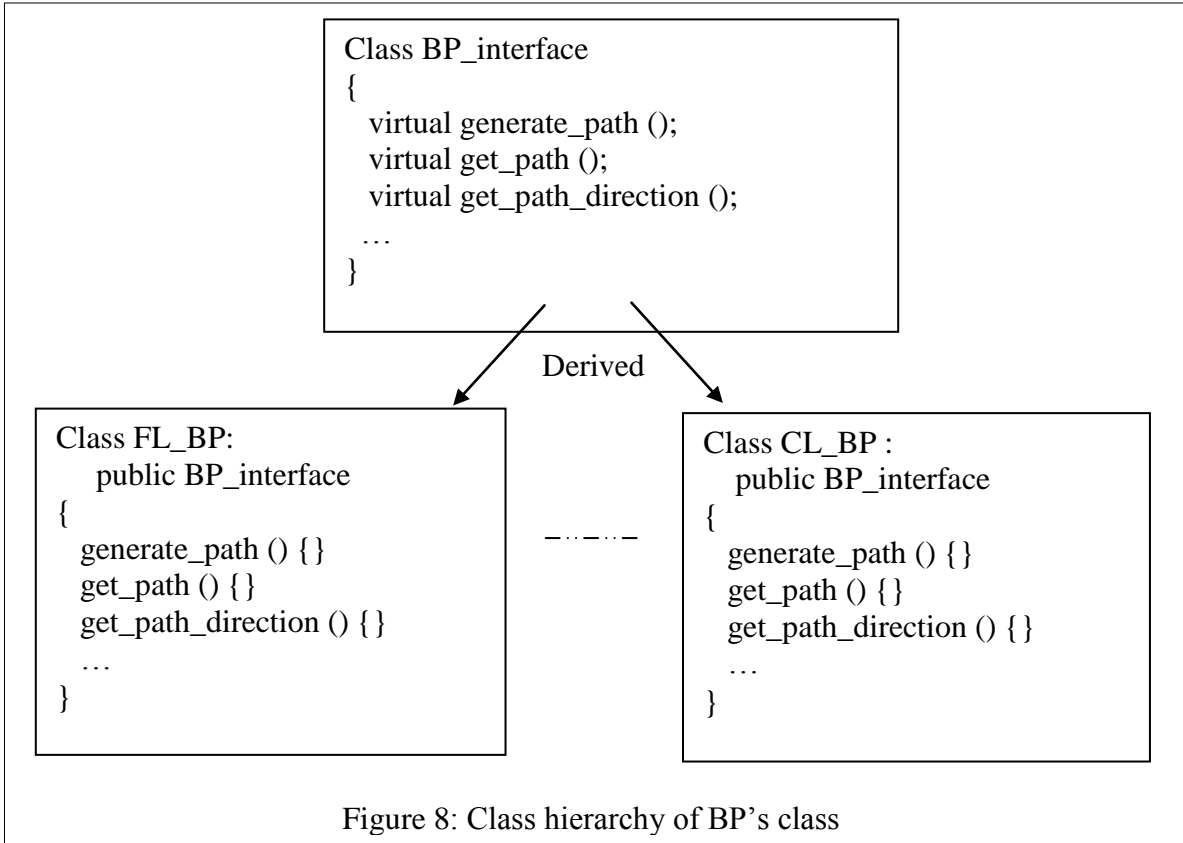 Class BP_interface
{
virtual generate_path ();
virtual get_path ();
virtual get_path_direction ();
…
}
Derived
Class FL_BP:
public BP_interface
{
generate_path () {}
get_path () {}
get_path_direction () {}
…
}
Class CL_BP :
public BP_interface
{
generate_path () {}
get_path () {}
get_path_direction () {}
…
}
Figure 8: Class hierarchy of BP’s class